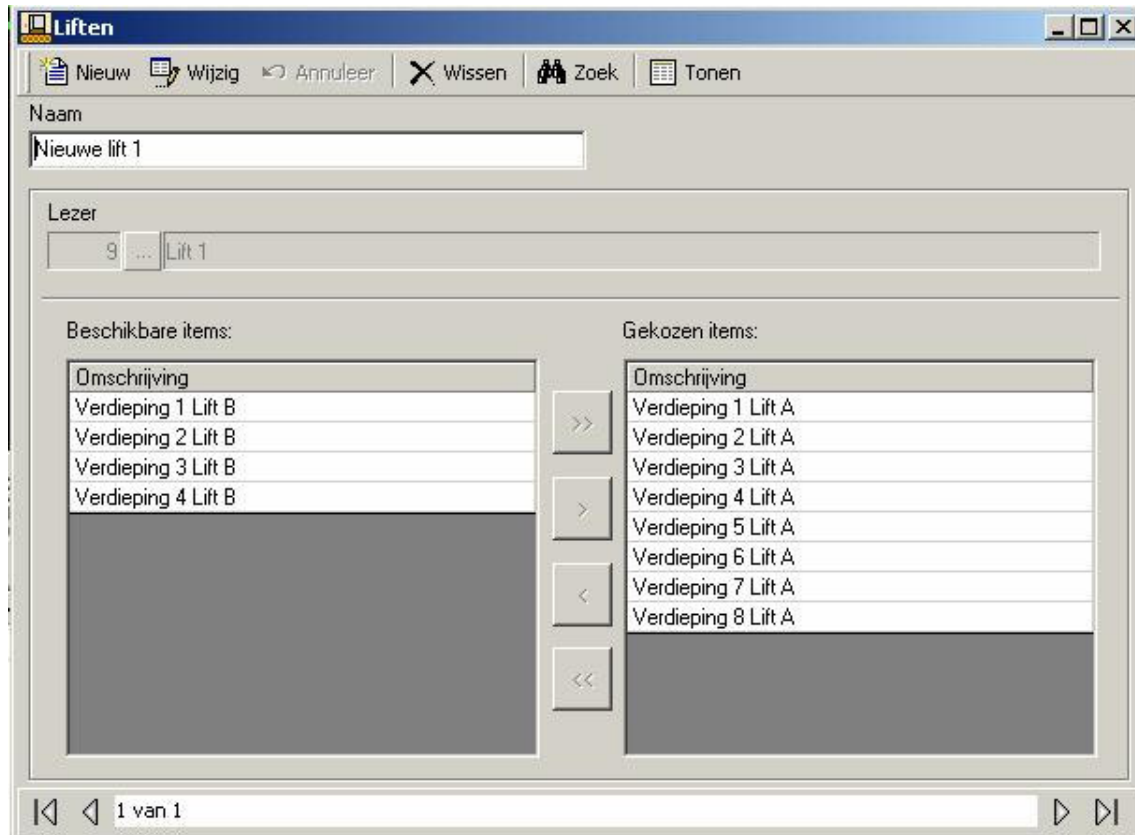 Liften
Nieuw Wijzig Annuleer Wissen Zoek Tonen
Naam
Nieuwe lift 1
Lezer
9 ... Lift 1
Beschikbare items:
Omschrijving
Verdieping 1 Lift B
Verdieping 2 Lift B
Verdieping 3 Lift B
Verdieping 4 Lift B
>>
>
<
<<
Gekozen items:
Omschrijving
Verdieping 1 Lift A
Verdieping 2 Lift A
Verdieping 3 Lift A
Verdieping 4 Lift A
Verdieping 5 Lift A
Verdieping 6 Lift A
Verdieping 7 Lift A
Verdieping 8 Lift A
1 van 1